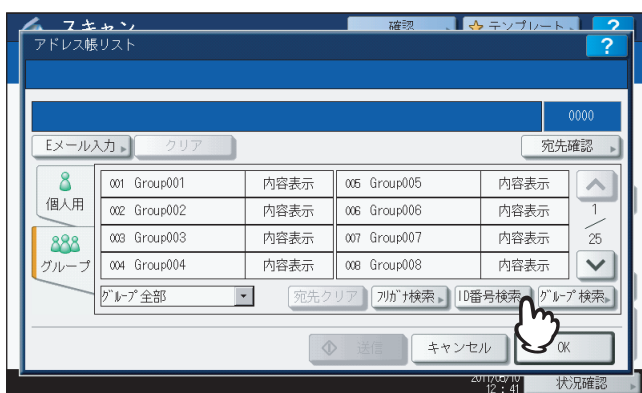 スキャン 確認 テンプレート ?
アドレス帳リスト ?
0000
Eメール入力 クリア 宛先確認
個人用
グループ
001 Group001 内容表示 005 Group005 内容表示
002 Group002 内容表示 006 Group006 内容表示
003 Group003 内容表示 007 Group007 内容表示
004 Group004 内容表示 008 Group008 内容表示
1
25
グループ全部 宛先クリア フリガナ検索 ID番号検索 グループ検索
送信 キャンセル OK
2011/08/10
12 : 41
状況確認